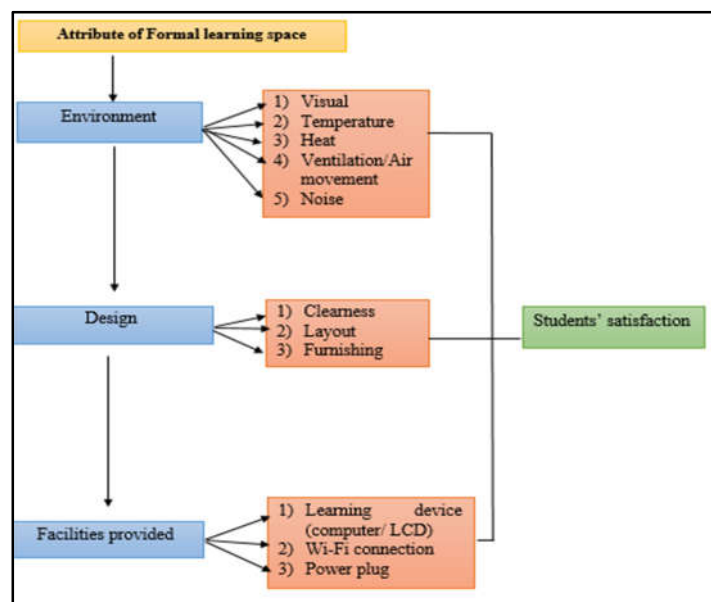 Attribute of Formal learning space
Environment
1) Visual
2) Temperature
3) Heat
4) Ventilation/Air
movement
5) Noise
Design
1) Clearness
2) Layout
3) Furnishing
Students’ satisfaction
Facilities provided
1) Learning device
(computer/ LCD)
2) Wi-Fi connection
3) Power plug